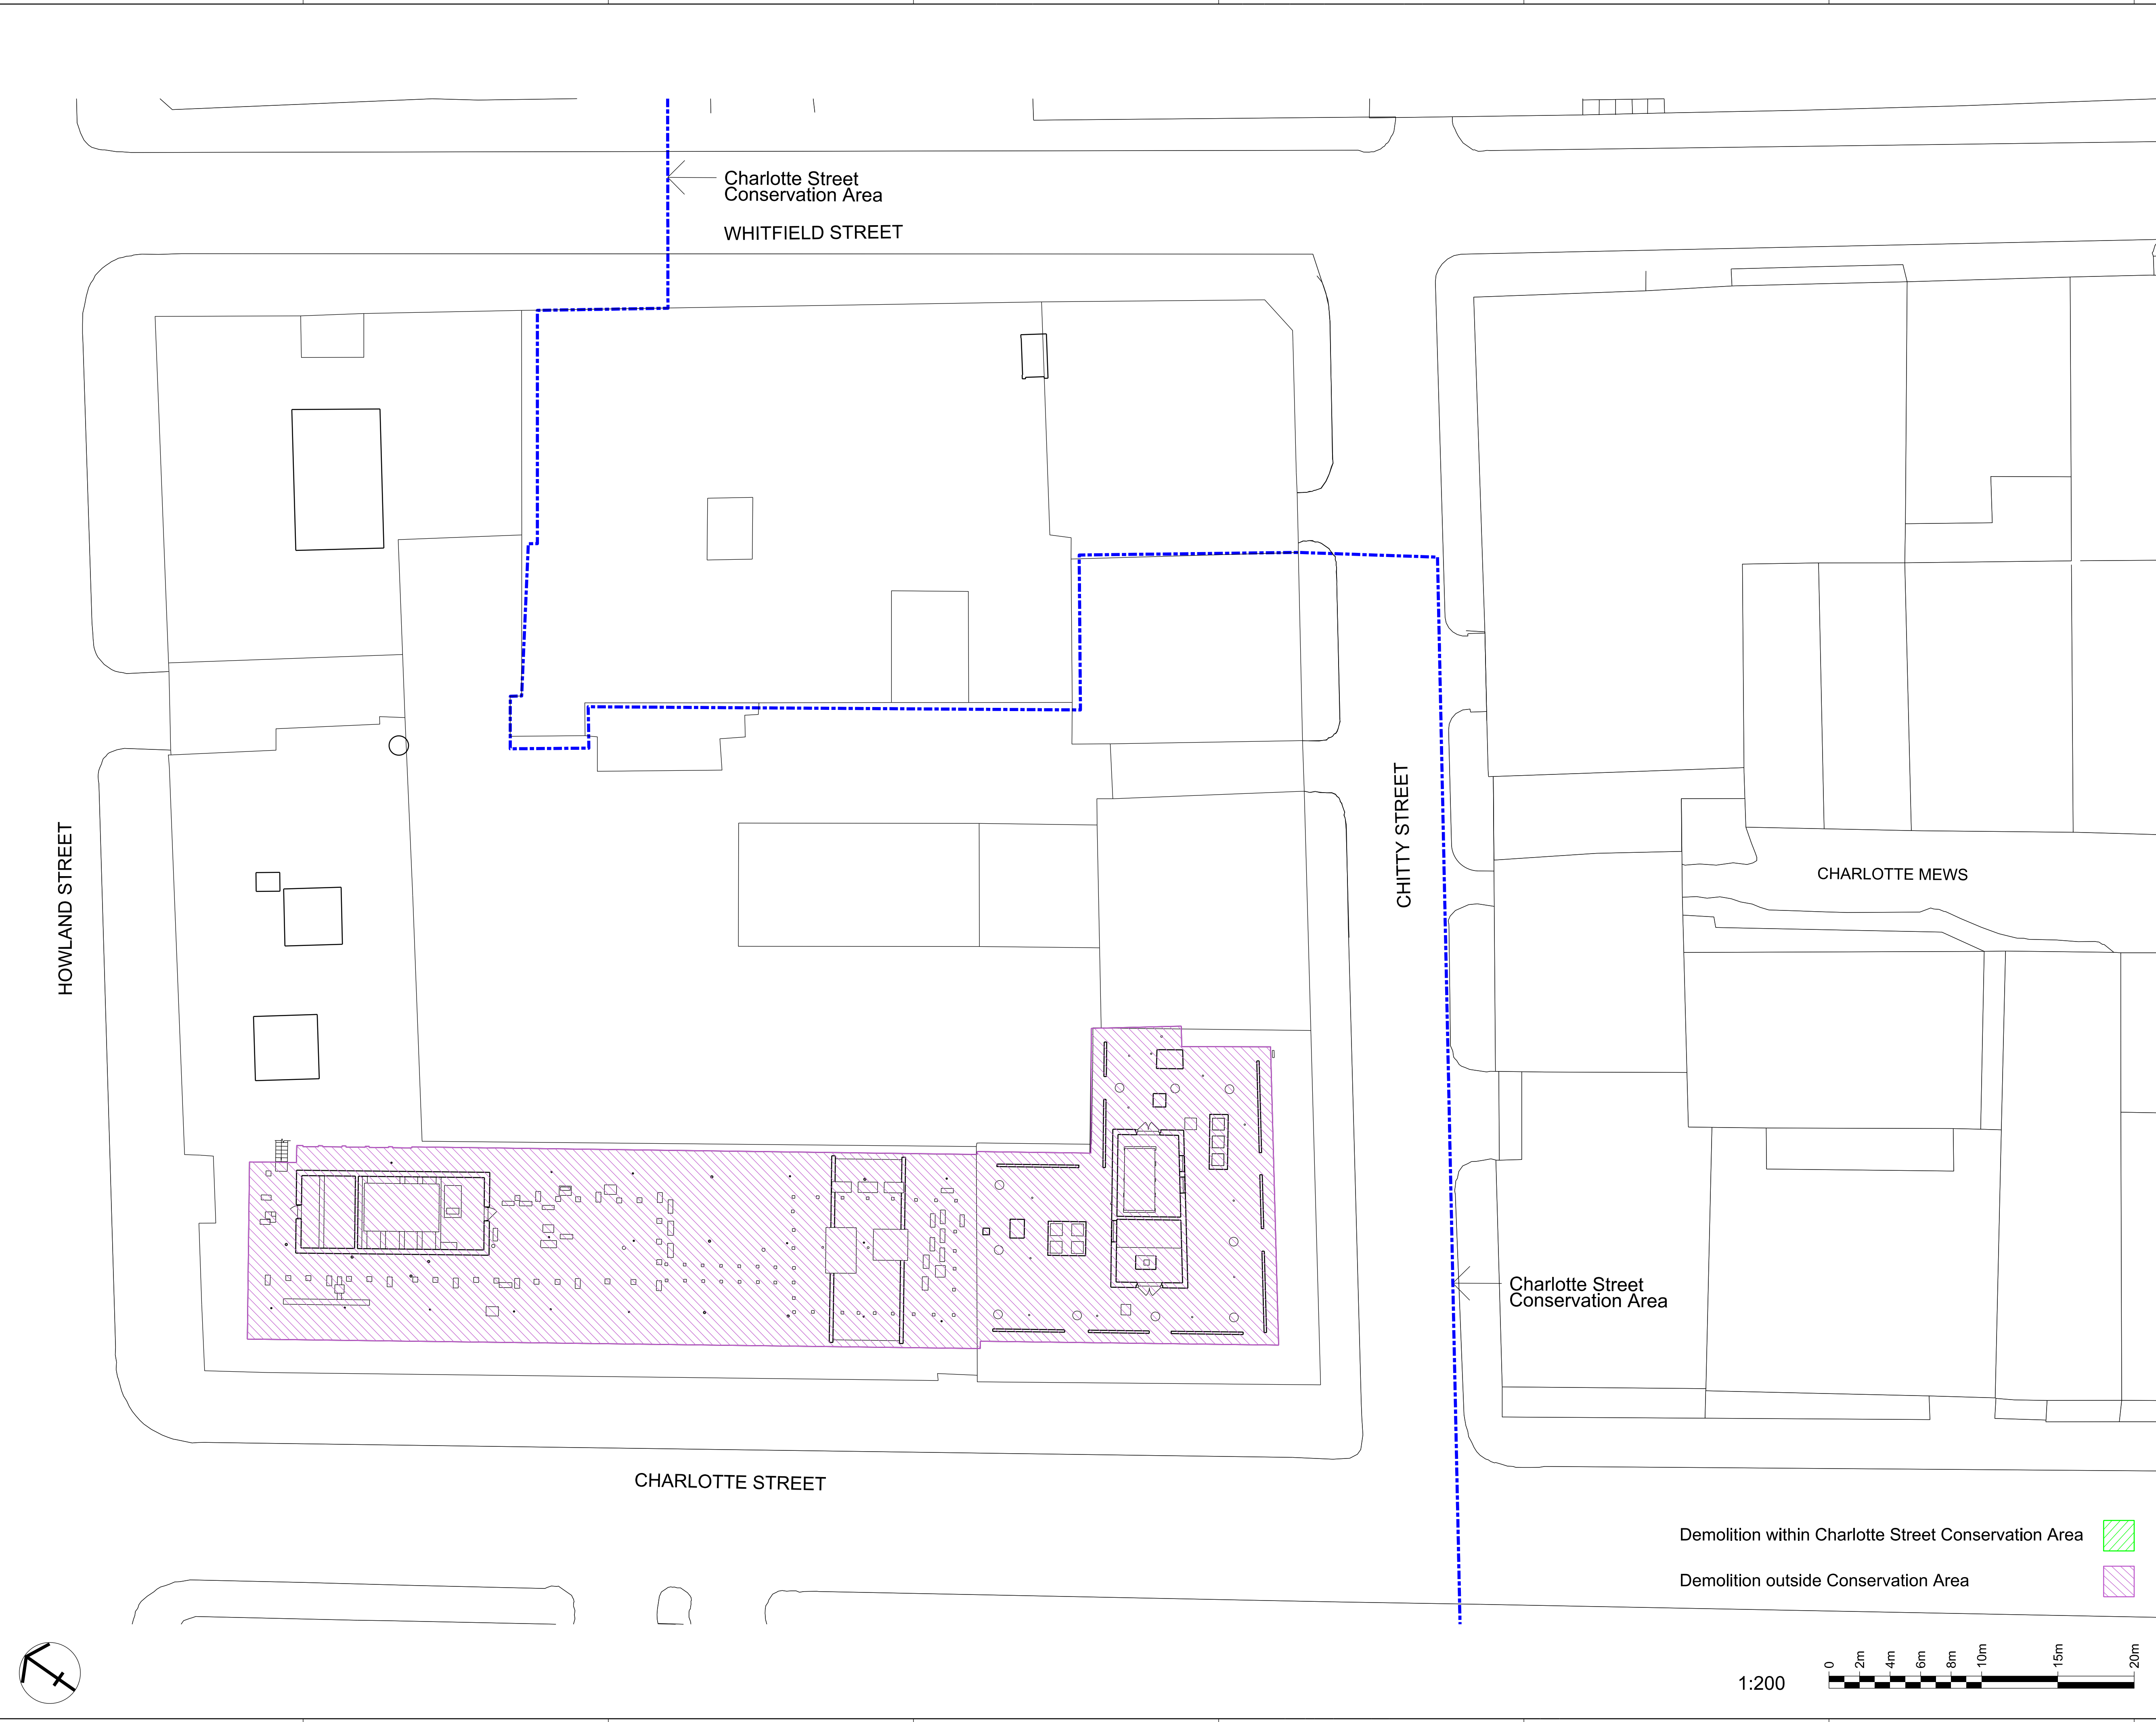 Charlotte Street
Conservation Area
WHITFIELD STREET
HOWLAND STREET
CHITTY STREET
CHARLOTTE MEWS
Charlotte Street
Conservation Area
CHARLOTTE STREET
Demolition within Charlotte Street Conservation Area
Demolition outside Conservation Area
1:200
0 2m 4m 6m 8m 10m 15m 20m